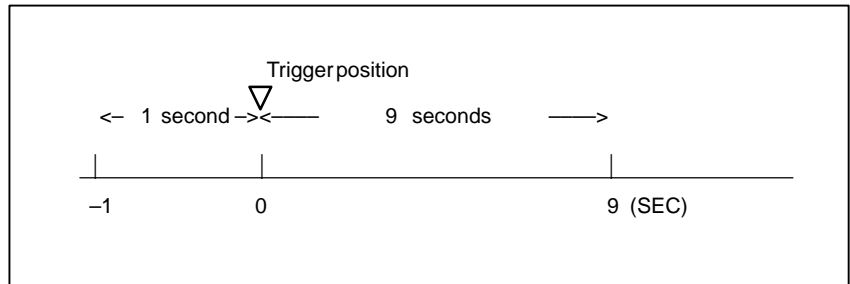 Trigger position
<– 1 second –><–––– 9 seconds ––––>
–1 0 9 (SEC)